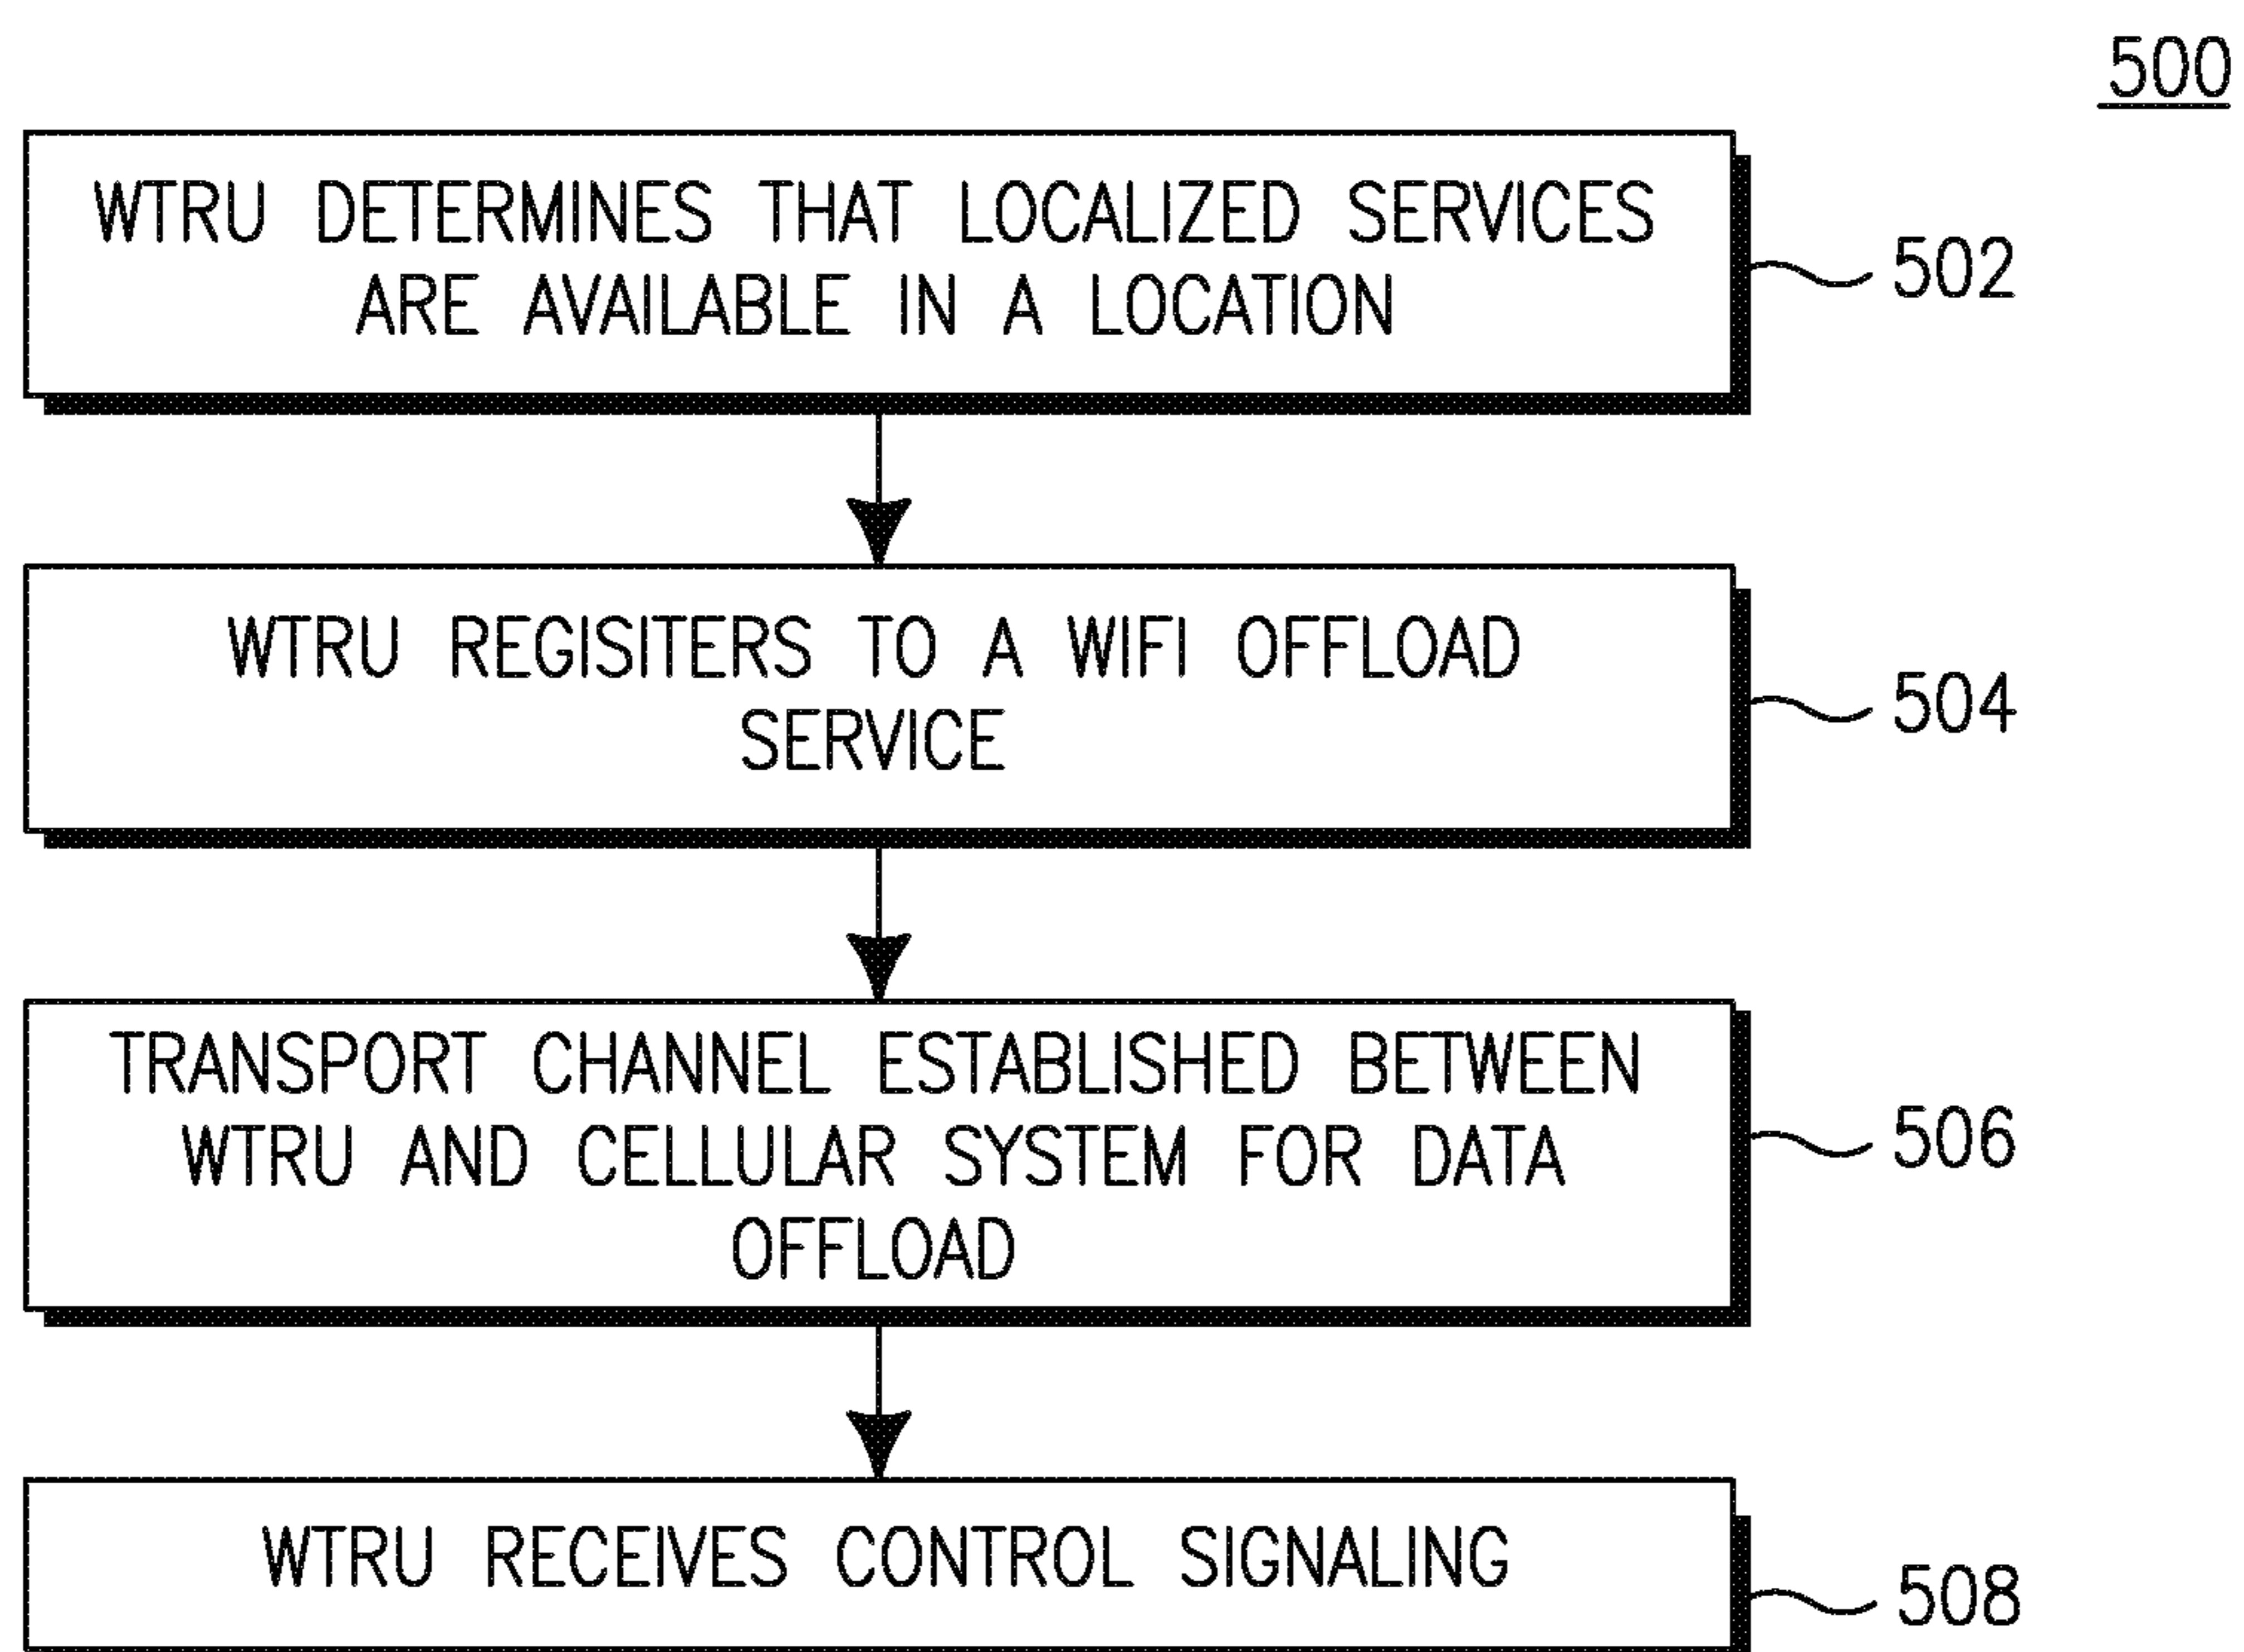 500
WTRU DETERMINES THAT LOCALIZED SERVICES
ARE AVAILABLE IN A LOCATION
502
WTRU REGISITERS TO A WIFI OFFLOAD
SERVICE
504
TRANSPORT CHANNEL ESTABLISHED BETWEEN
WTRU AND CELLULAR SYSTEM FOR DATA
OFFLOAD
506
WTRU RECEIVES CONTROL SIGNALING
508